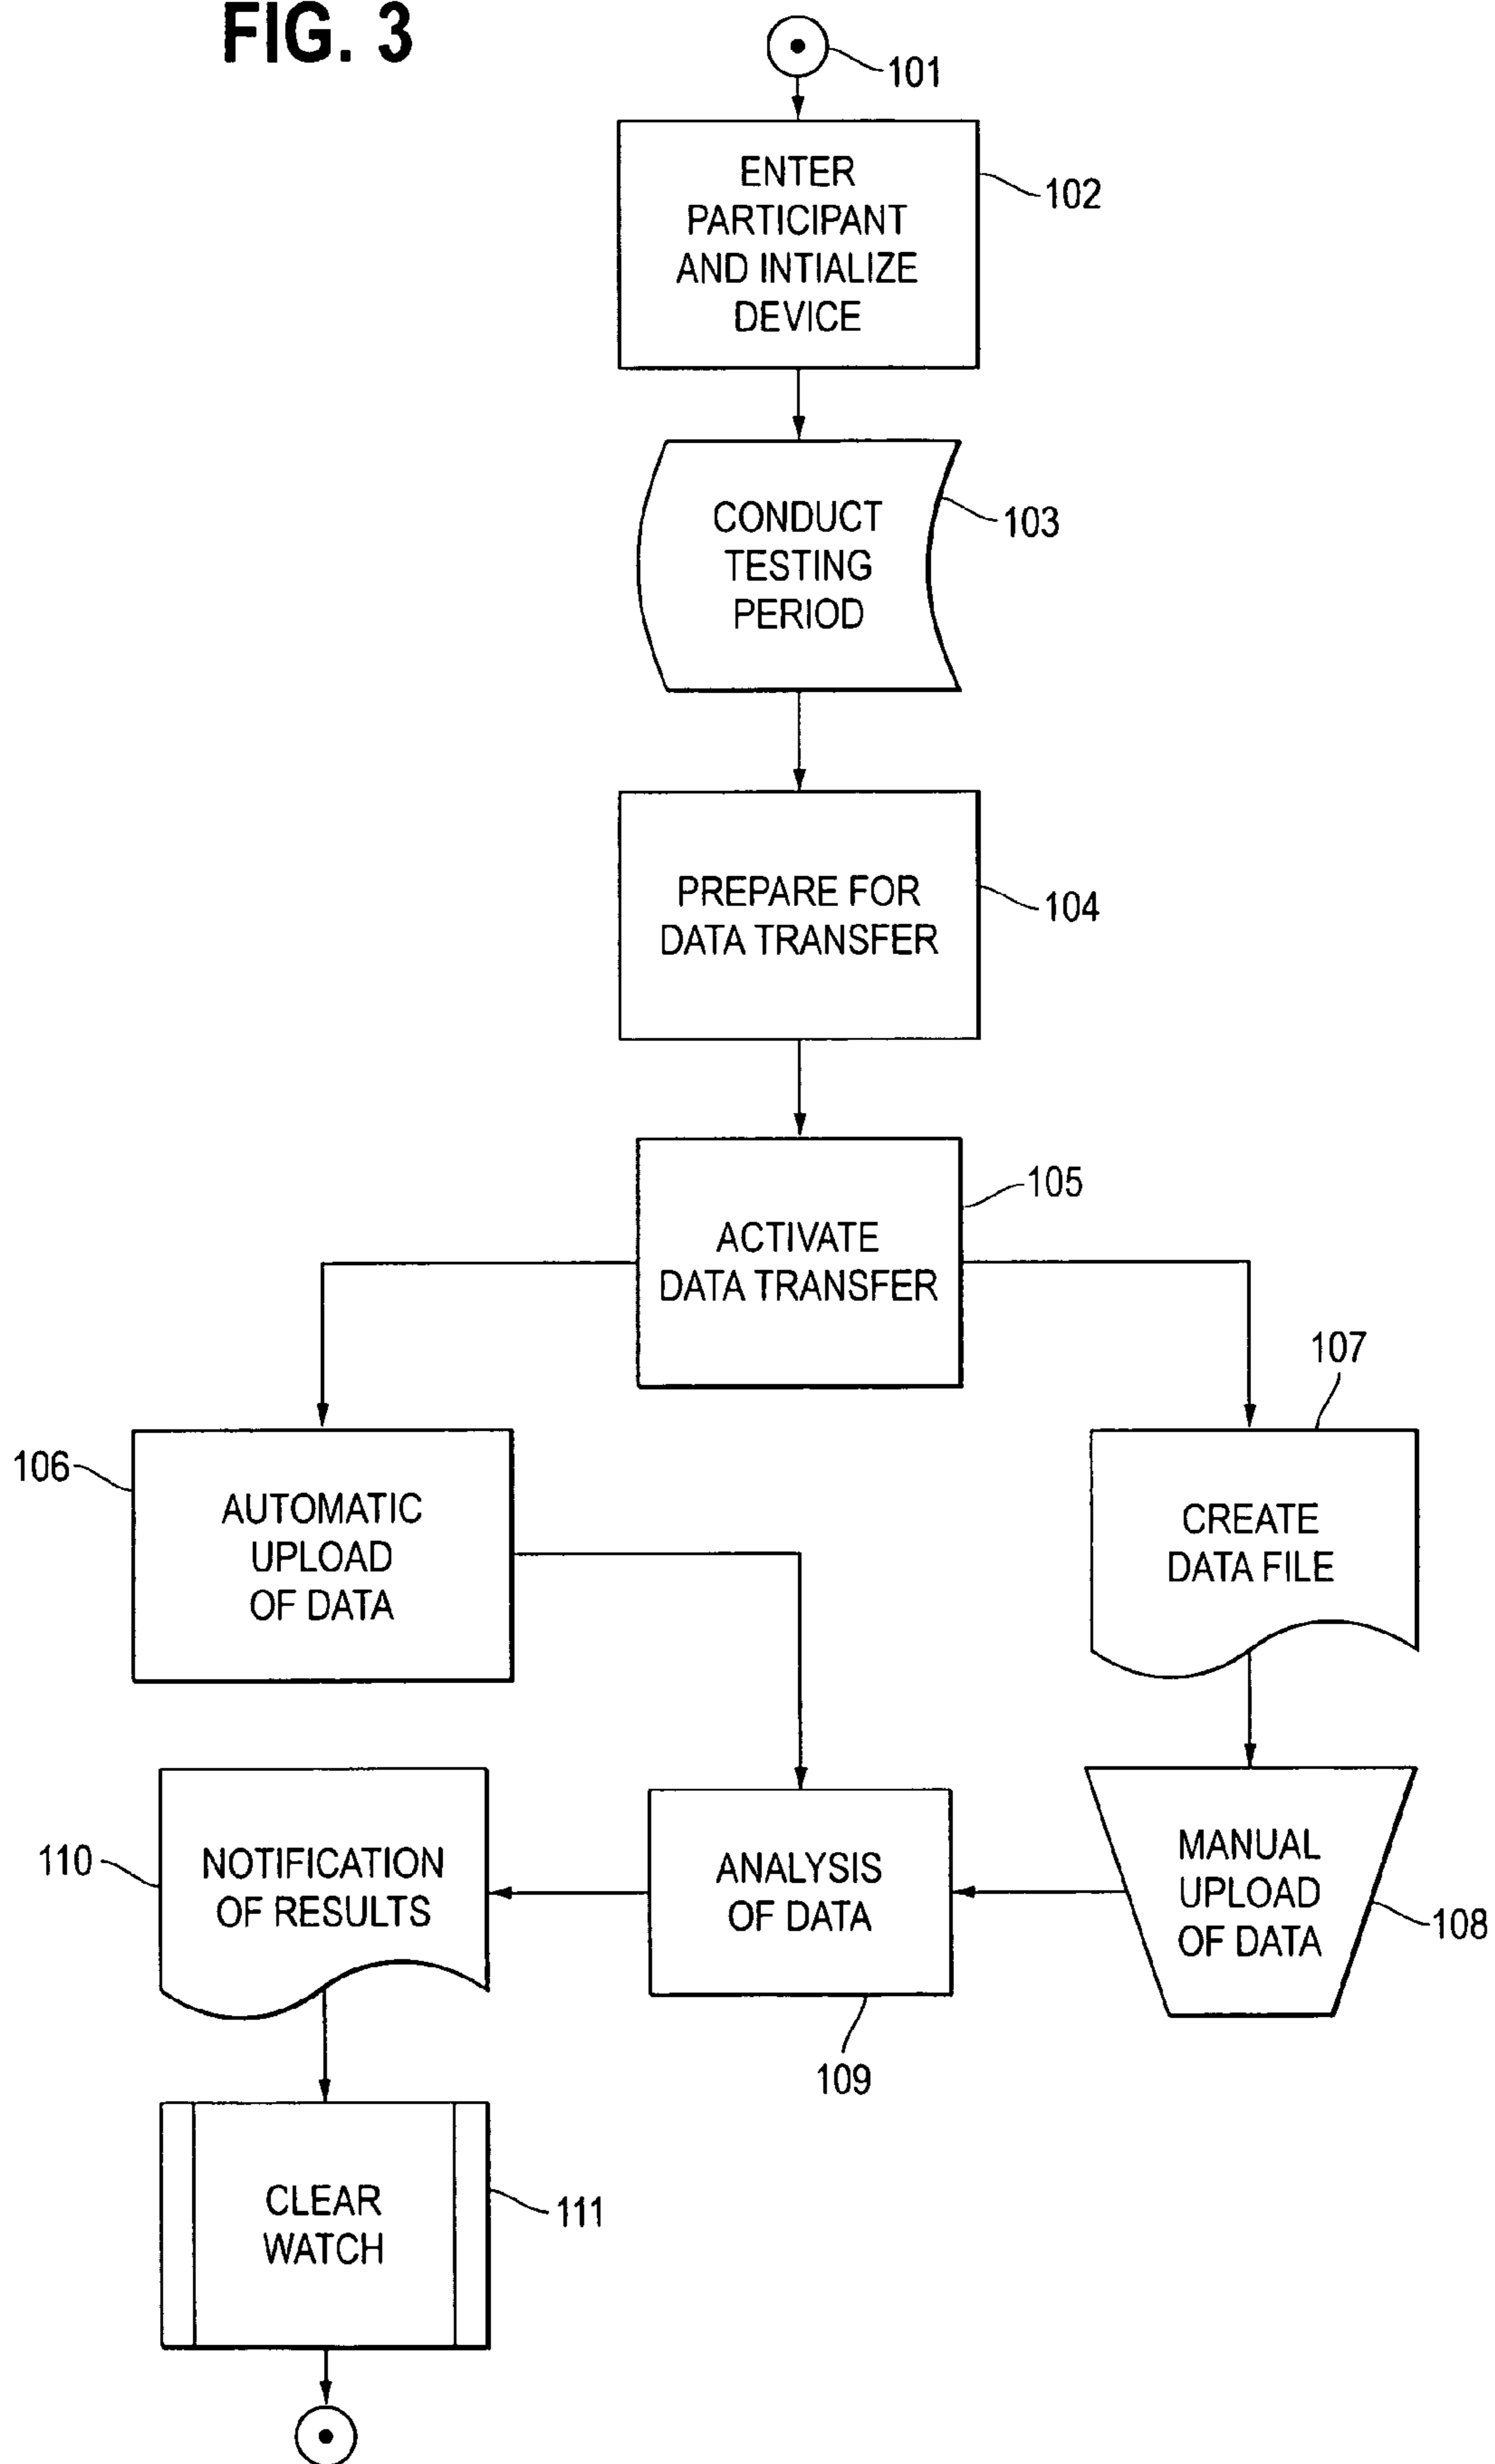 FIG. 3
101
ENTER
PARTICIPANT
AND INTIALIZE
DEVICE
102
CONDUCT
TESTING
PERIOD
103
PREPARE FOR
DATA TRANSFER
104
ACTIVATE
DATA TRANSFER
105
106
AUTOMATIC
UPLOAD
OF DATA
107
CREATE
DATA FILE
MANUAL
UPLOAD
OF DATA
108
ANALYSIS
OF DATA
109
110
NOTIFICATION
OF RESULTS
CLEAR
WATCH
111